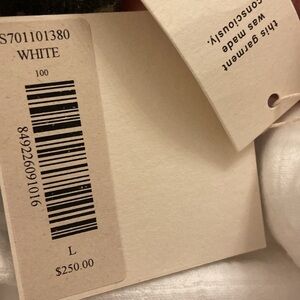 S701101380
WHITE
100
849226091016
L
$250.00
this garment
was made
consciously.